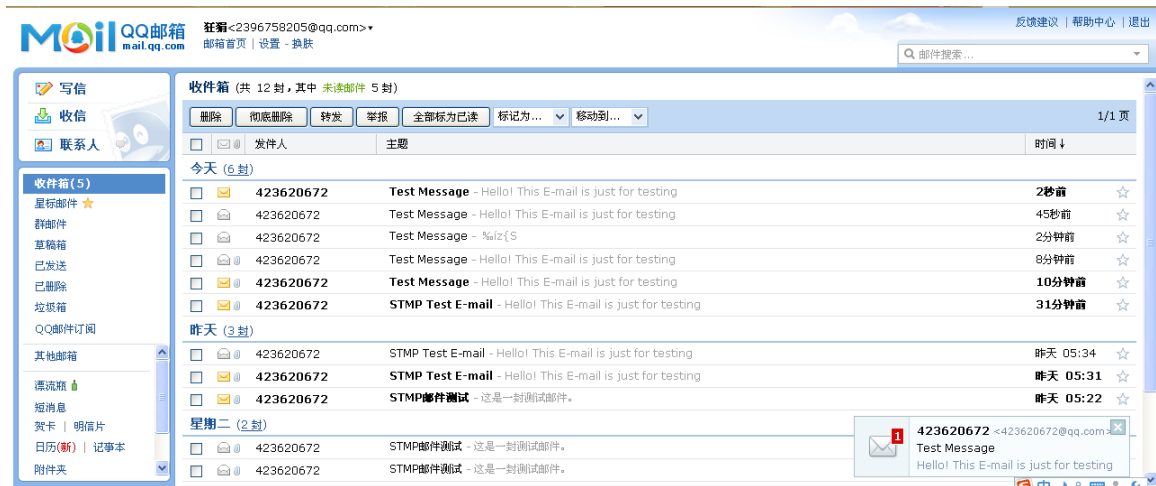 Mail QQ邮箱 mail.qq.com
狂狷<2396758205@qq.com>
邮箱首页 | 设置 - 换肤
反馈建议 | 帮助中心 | 退出
邮件搜索...
写信
收信
联系人
收件箱(5)
星标邮件
群邮件
草稿箱
已发送
已删除
垃圾箱
QQ邮件订阅
其他邮箱
漂流瓶
短消息
贺卡 | 明信片
日历(新) | 记事本
附件夹
收件箱 (共 12 封，其中 未读邮件 5 封)
删除 彻底删除 转发 举报 全部标为已读 标记为... 移动到... 1/1 页
发件人 主题 时间↓
今天 (6 封)
423620672 Test Message - Hello! This E-mail is just for testing 2秒前
423620672 Test Message - Hello! This E-mail is just for testing 45秒前
423620672 Test Message - ‰íz{S 2分钟前
423620672 Test Message - Hello! This E-mail is just for testing 8分钟前
423620672 Test Message - Hello! This E-mail is just for testing 10分钟前
423620672 STMP Test E-mail - Hello! This E-mail is just for testing 31分钟前
昨天 (3 封)
423620672 STMP Test E-mail - Hello! This E-mail is just for testing 昨天 05:34
423620672 STMP Test E-mail - Hello! This E-mail is just for testing 昨天 05:31
423620672 STMP邮件测试 - 这是一封测试邮件。 昨天 05:22
星期二 (2 封)
423620672 STMP邮件测试 - 这是一封测试邮件。
423620672 STMP邮件测试 - 这是一封测试邮件。
1
423620672 <423620672@qq.com>
Test Message
Hello! This E-mail is just for testing
中